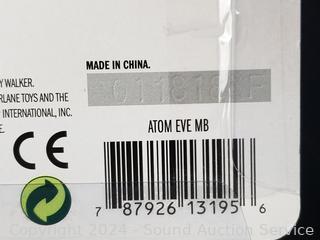 MADE IN CHINA.
Y WALKER.
RLANE TOYS AND THE
INTERNATIONAL, INC.
E.
ATOM EVE MB
CE
7 87926 13195 6
Copyright 2024 - Sound Auction Service